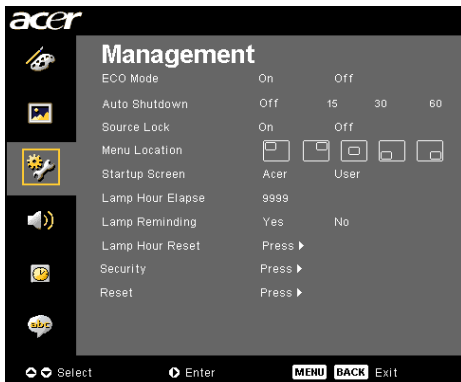 acer
Management
ECO Mode On Off
Auto Shutdown Off 15 30 60
Source Lock On Off
Menu Location
Startup Screen Acer User
Lamp Hour Elapse 9999
Lamp Reminding Yes No
Lamp Hour Reset Press
Security Press
Reset Press
abc
Select Enter MENU BACK Exit